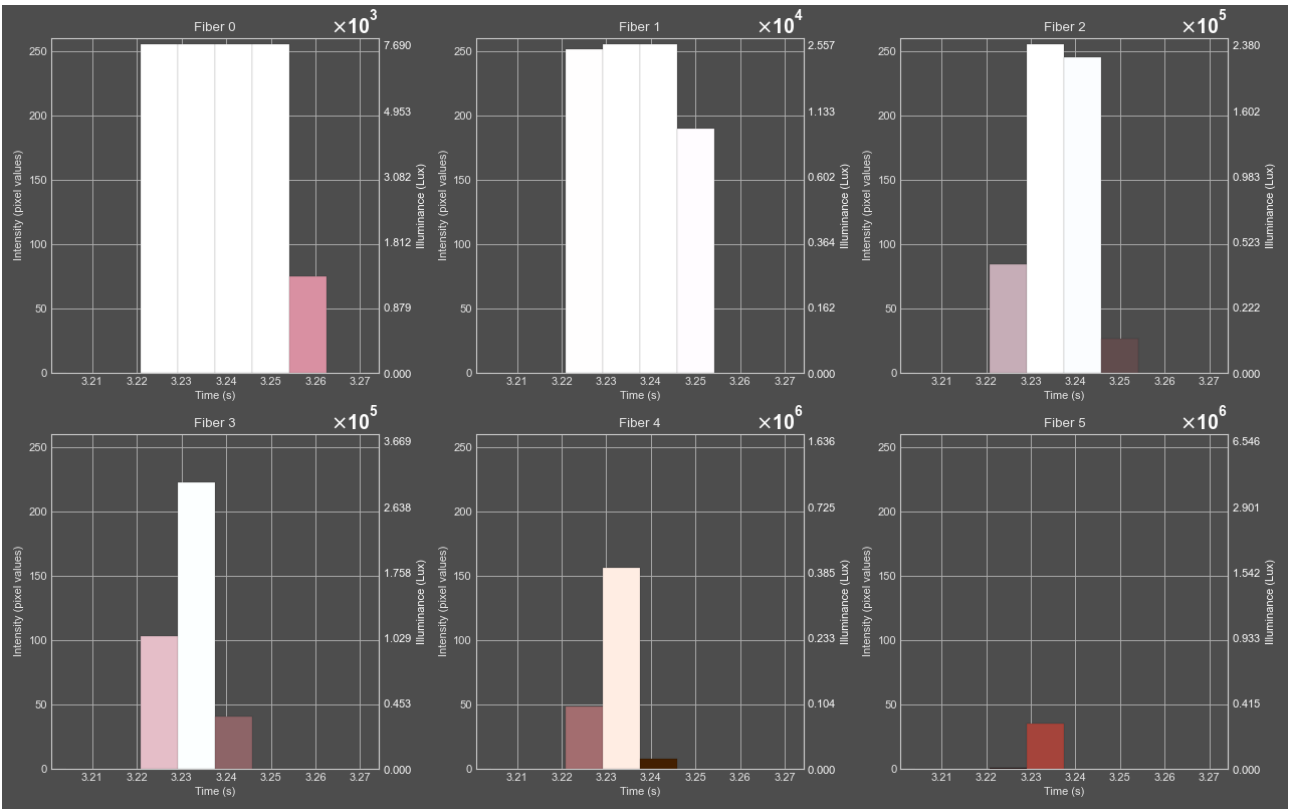 Fiber 0
×10³
Fiber 1
×10⁴
Fiber 2
×10⁵
250
200
150
100
50
0
Intensity (pixel values)
7.690
4.953
3.082
1.812
0.879
0.000
Illuminance (Lux)
3.21 3.22 3.23 3.24 3.25 3.26 3.27
Time (s)
250
200
150
100
50
0
Intensity (pixel values)
2.557
1.133
0.602
0.364
0.162
0.000
Illuminance (Lux)
3.21 3.22 3.23 3.24 3.25 3.26 3.27
Time (s)
250
200
150
100
50
0
Intensity (pixel values)
2.380
1.602
0.983
0.523
0.222
0.000
Illuminance (Lux)
3.21 3.22 3.23 3.24 3.25 3.26 3.27
Time (s)
Fiber 3
×10⁵
Fiber 4
×10⁶
Fiber 5
×10⁶
250
200
150
100
50
0
Intensity (pixel values)
3.669
2.638
1.758
1.029
0.453
0.000
Illuminance (Lux)
3.21 3.22 3.23 3.24 3.25 3.26 3.27
Time (s)
250
200
150
100
50
0
Intensity (pixel values)
1.636
0.725
0.385
0.233
0.104
0.000
Illuminance (Lux)
3.21 3.22 3.23 3.24 3.25 3.26 3.27
Time (s)
250
200
150
100
50
0
Intensity (pixel values)
6.546
2.901
1.542
0.933
0.415
0.000
Illuminance (Lux)
3.21 3.22 3.23 3.24 3.25 3.26 3.27
Time (s)